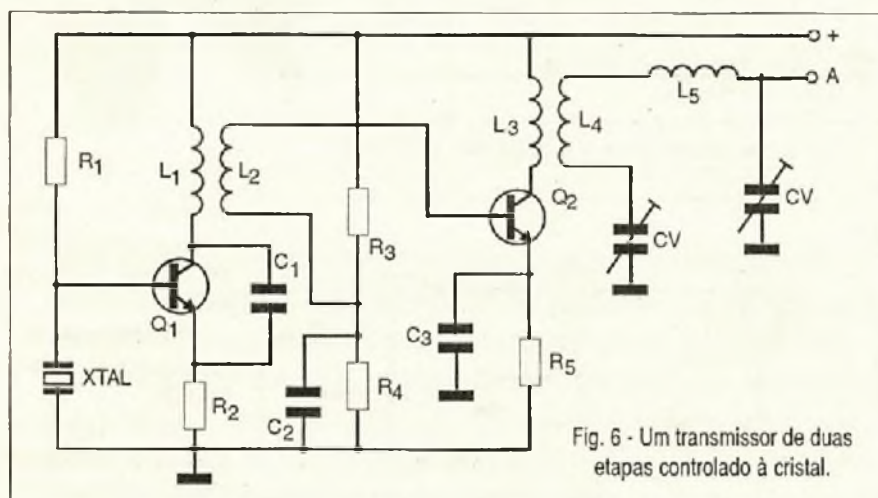 +
A
L5
L3
L4
R1
L1
L2
Q2
CV
CV
R3
C1
Q1
C3
XTAL
R2
C2
R4
R5
Fig. 6 - Um transmissor de duas
etapas controlado à cristal.